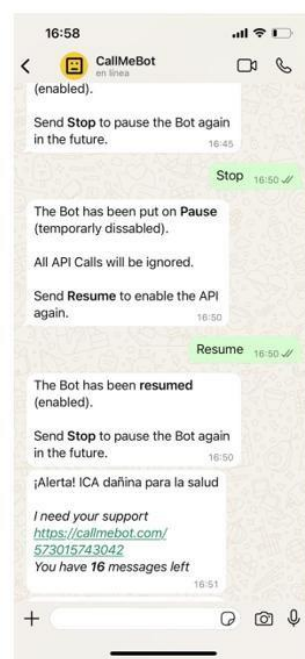 16:58
CallMeBot
en línea
(enabled).
Send Stop to pause the Bot again
in the future.
16:45
Stop 16:50
The Bot has been put on Pause
(temporarly dissabled).
All API Calls will be ignored.
Send Resume to enable the API
again.
16:50
Resume 16:50
The Bot has been resumed
(enabled).
Send Stop to pause the Bot again
in the future.
16:50
¡Alerta! ICA dañina para la salud
I need your support
https://callmebot.com/
573015743042
You have 16 messages left
16:51